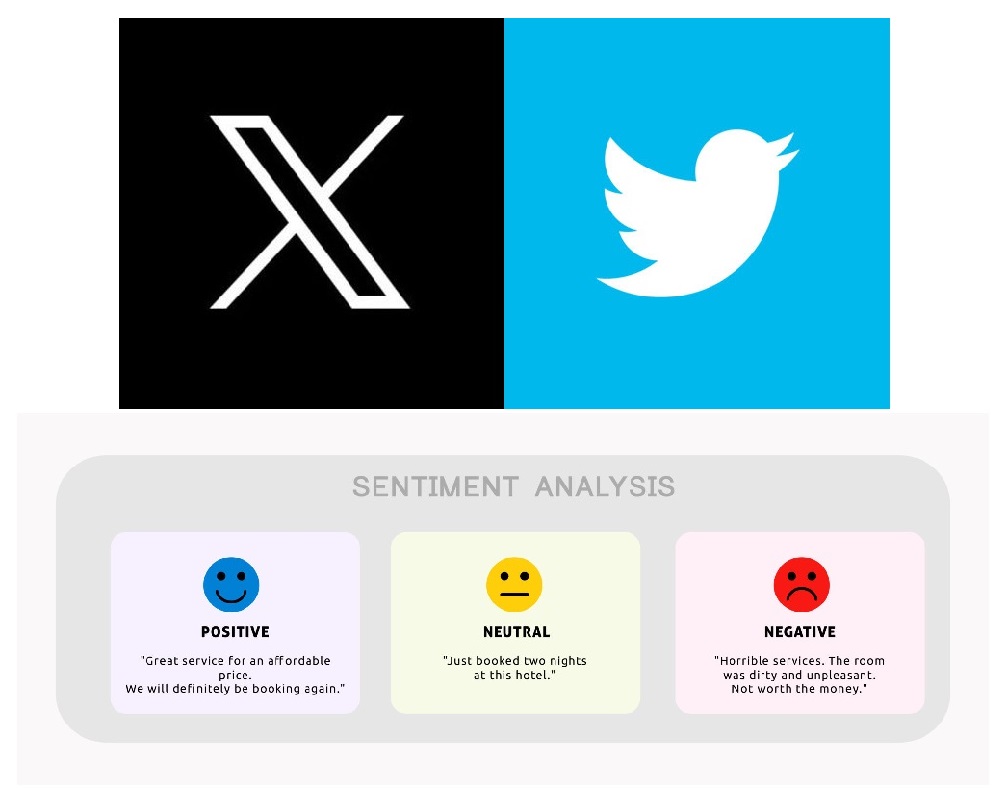 SENTIMENT ANALYSIS
POSITIVE
"Great service for an affordable
price.
We will definitely be booking again."
NEUTRAL
"Just booked two nights
at this hotel."
NEGATIVE
"Horrible services. The room
was dirty and unpleasant.
Not worth the money."